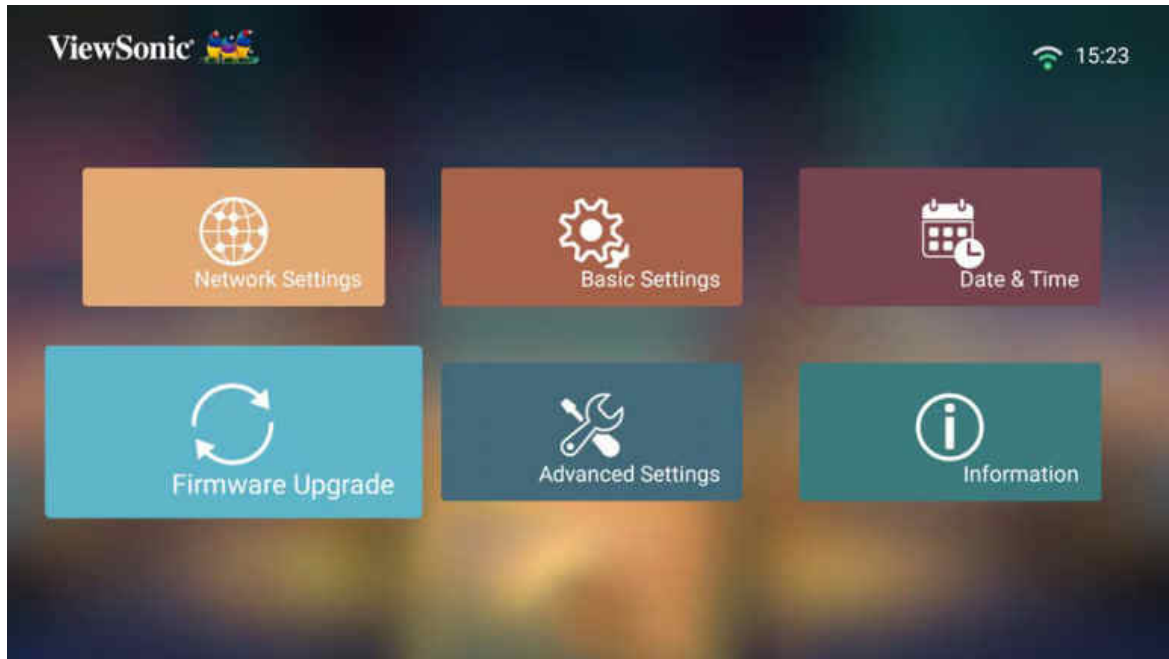 ViewSonic
15:23
Network Settings
Basic Settings
Date & Time
Firmware Upgrade
Advanced Settings
Information